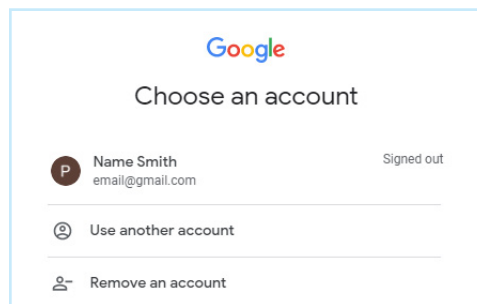 Google
Choose an account
P
Name Smith
Signed out
email@gmail.com
Use another account
Remove an account